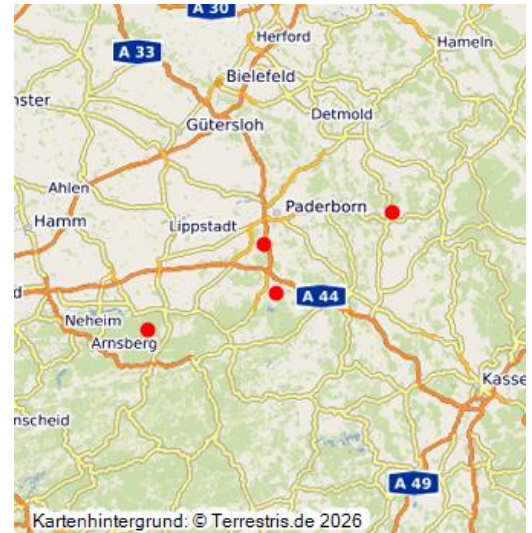 A 30
A 33
Herford
Hameln
Bielefeld
nster
Detmold
Gütersloh
Ahlen
Lippstadt
Paderborn
Hamm
d
A 44
Neheim
Arnsberg
Kasse
nscheid
A 49
Kartenhintergrund: © Terrestris.de 2026